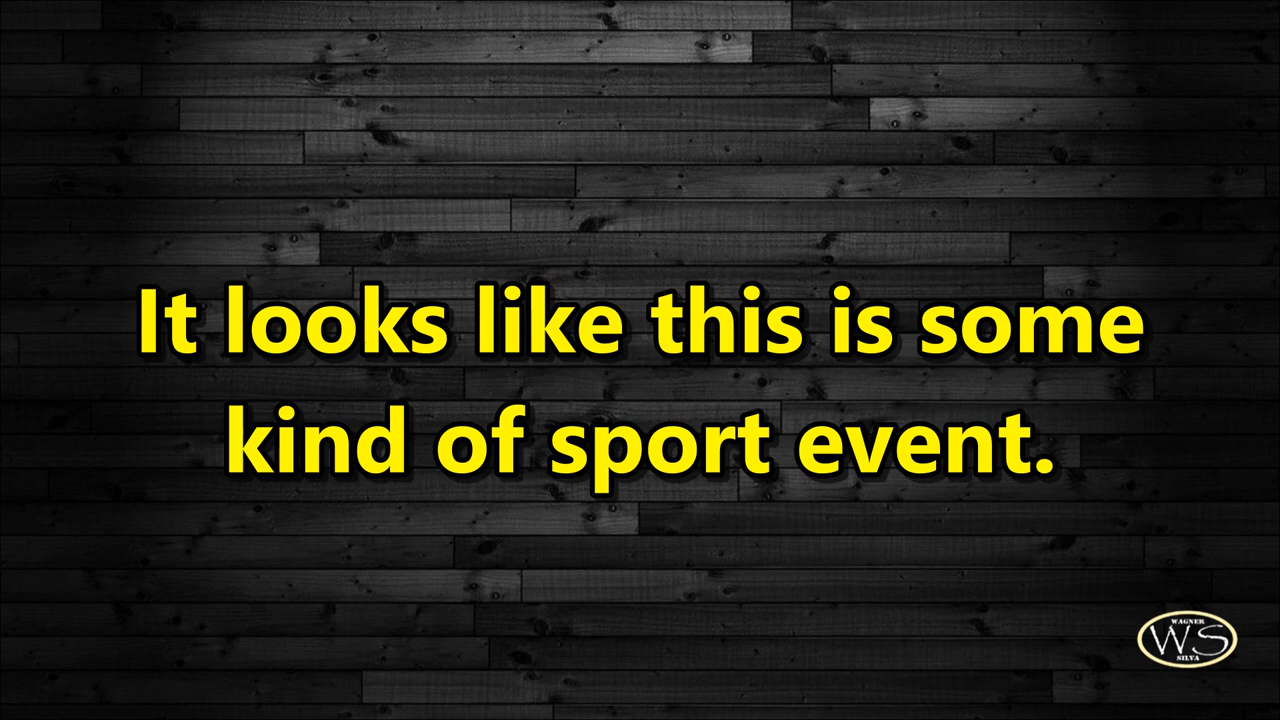 It looks like this is some
kind of sport event.
WAGNER
WS
SILVA